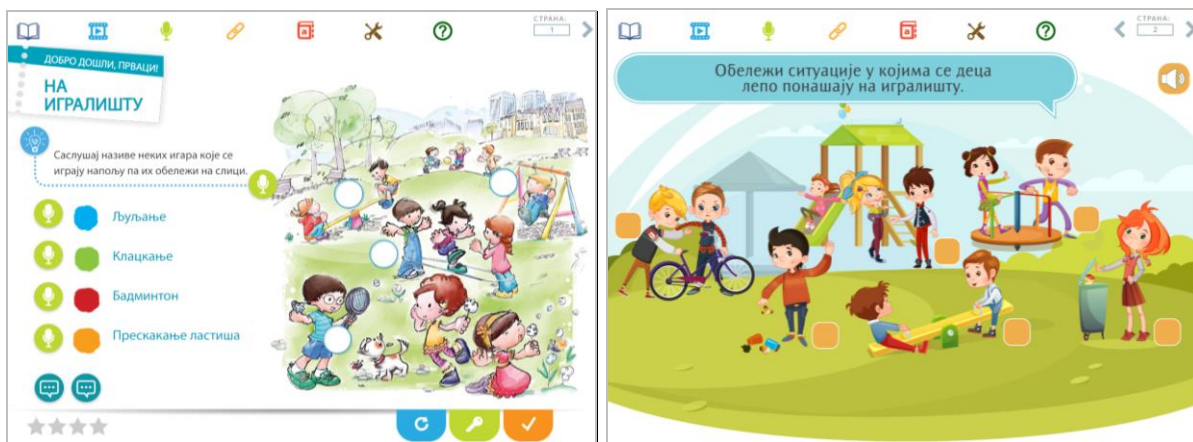 СТРАНА:
1
ДОБРО ДОШЛИ, ПРВАЦИ!
НА
ИГРАЛИШТУ
Саслушај називе неких игара које се
играју напољу па их обележи на слици.
Љуљање
Клацкање
Бадминтон
Прескакање ластиша
СТРАНА:
2
Обележи ситуације у којима се деца
лепо понашају на игралишту.